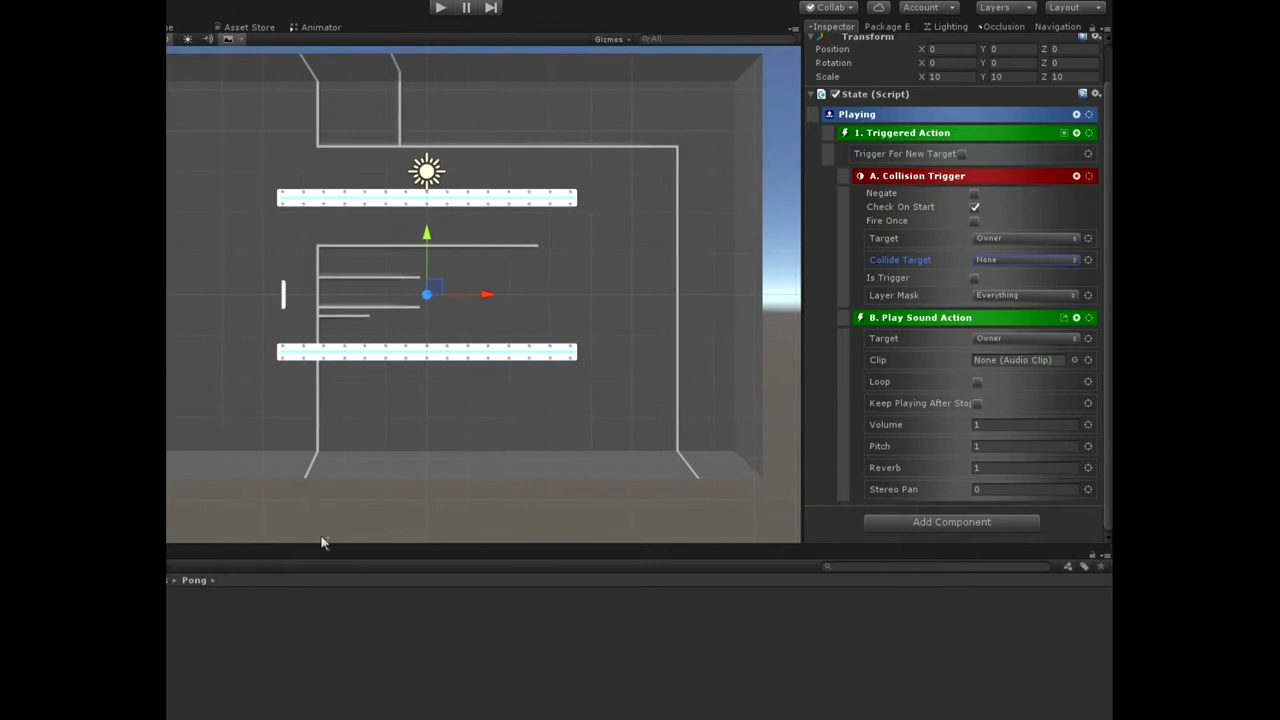 Collab
Account
Layers
Layout
Asset Store
Animator
Inspector
Package E
Lighting
Occlusion
Navigation
Gizmos
All
Transform
Position X 0 Y 0 Z 0
Rotation X 0 Y 0 Z 0
Scale X 10 Y 10 Z 10
State (Script)
Playing
1. Triggered Action
Trigger For New Target
A. Collision Trigger
Negate
Check On Start
Fire Once
Target Owner
Collide Target None
Is Trigger
Layer Mask Everything
B. Play Sound Action
Target Owner
Clip None (Audio Clip)
Loop
Keep Playing After Stop
Volume 1
Pitch 1
Reverb 1
Stereo Pan 0
Add Component
Pong